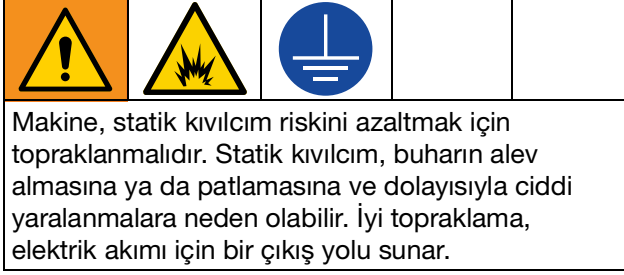 Makine, statik kıvılcım riskini azaltmak için
topraklanmalıdır. Statik kıvılcım, buharın alev
almasına ya da patlamasına ve dolayısıyla ciddi
yaralanmalara neden olabilir. İyi topraklama,
elektrik akımı için bir çıkış yolu sunar.